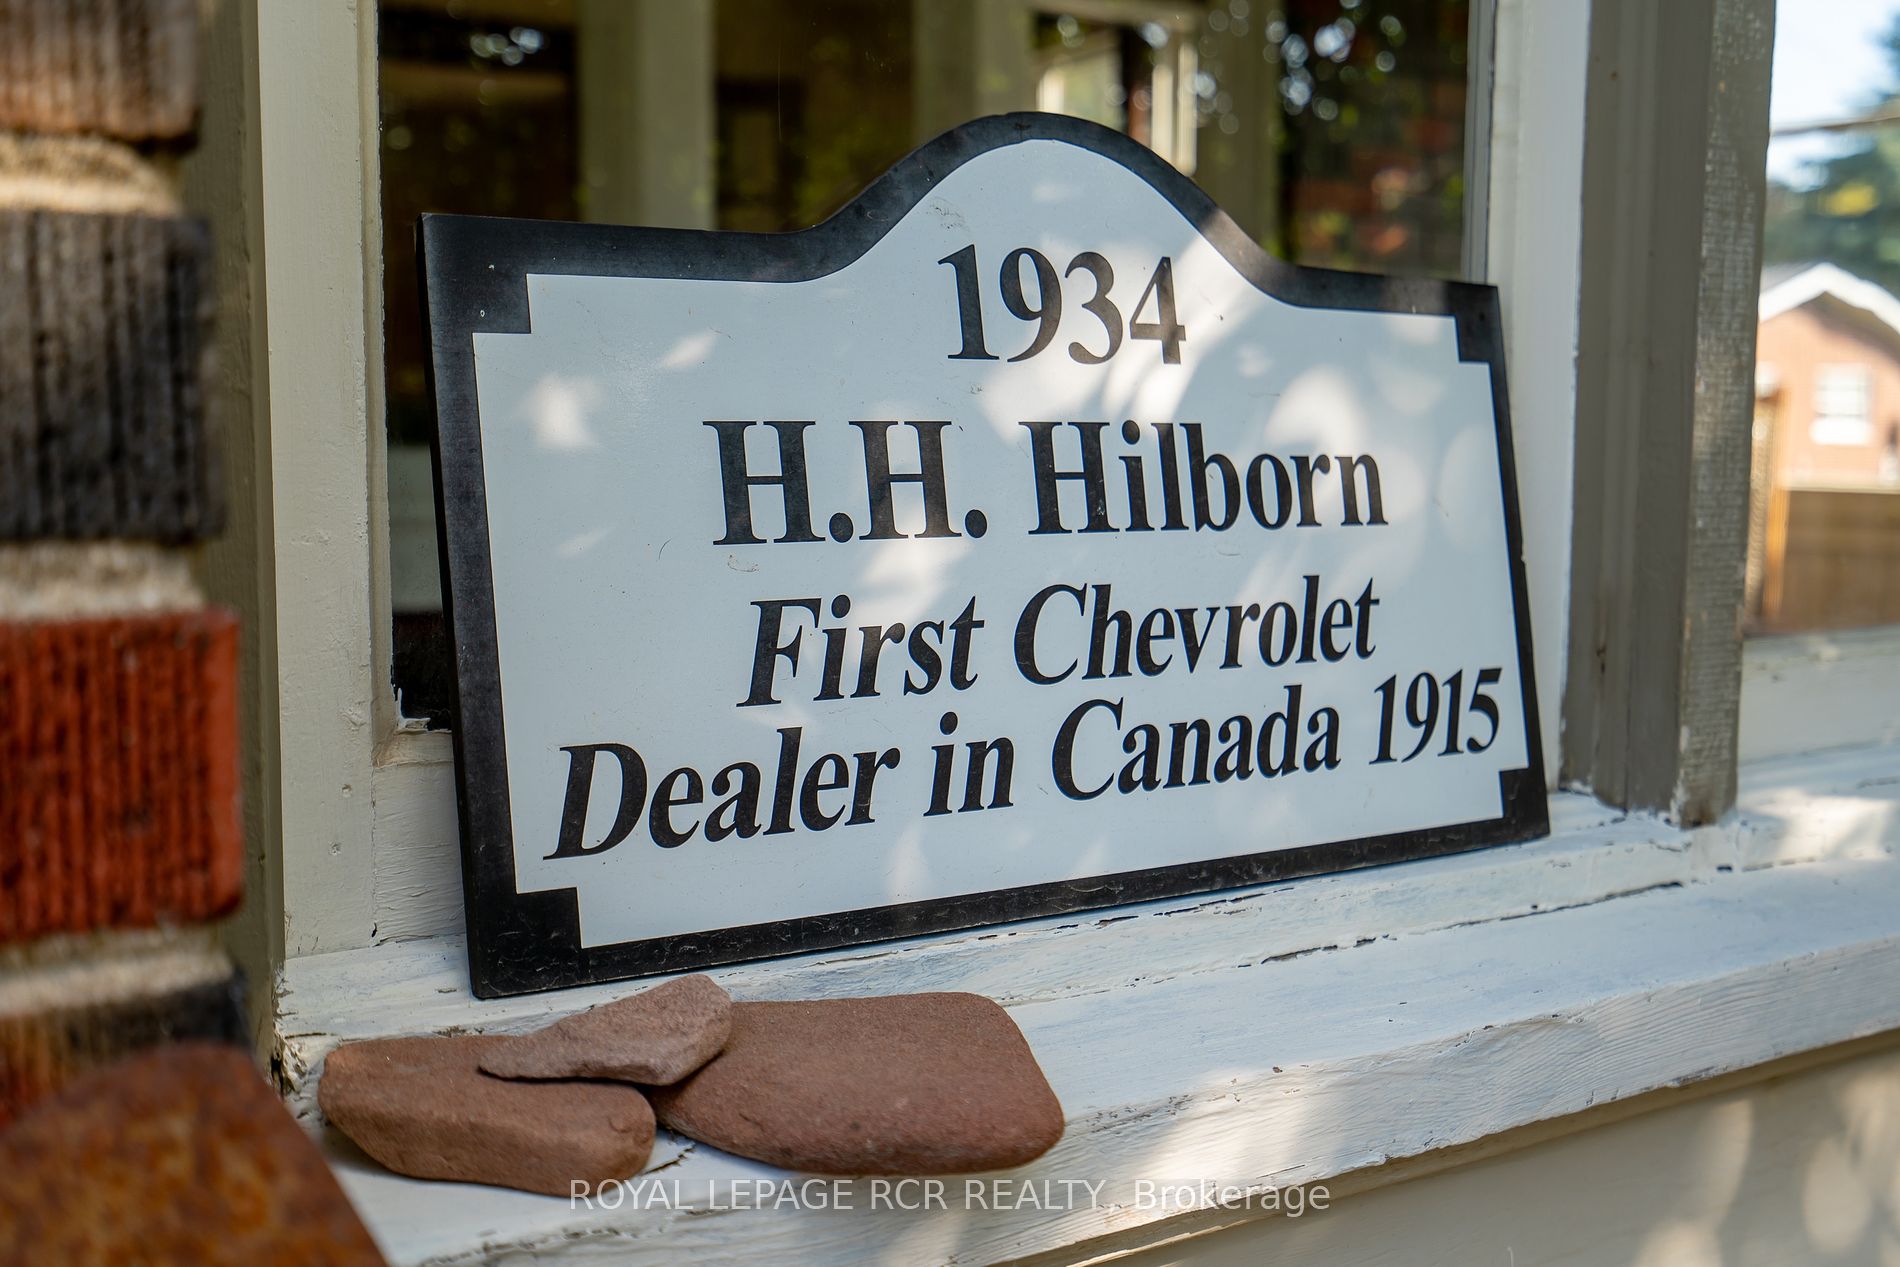 1934
H.H. Hilborn
First Chevrolet
Dealer in Canada 1915
ROYAL LEPAGE RCR REALTY, Brokerage